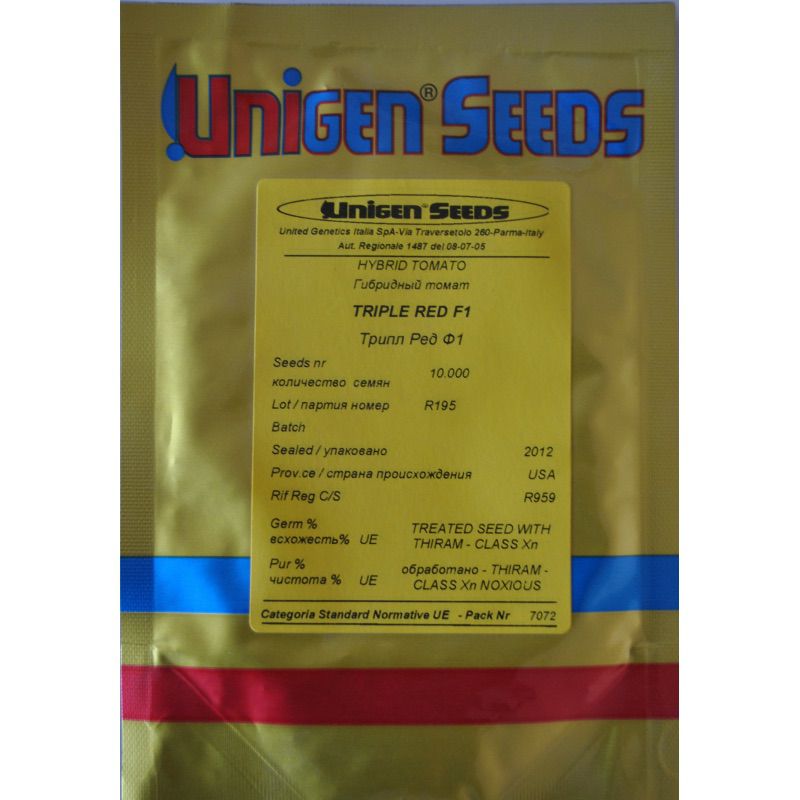 UNIGEN® SEEDS
UNIGEN® SEEDS
United Genetics Italia SpA-Via Traversetolo 260-Parma-Italy
Aut. Regionale 1487 del 08-07-05
HYBRID TOMATO
Гибридный томат
TRIPLE RED F1
Трипл Ред Ф1
Seeds nr
количество семян 10.000
Lot / партия номер R195
Batch
Sealed / упаковано 2012
Prov.ce / страна происхождения USA
Rif Reg C/S R959
Germ % TREATED SEED WITH
всхожесть% UE THIRAM - CLASS Xn
Pur % обработано - THIRAM -
чистота % UE CLASS Xn NOXIOUS
Categoria Standard Normative UE - Pack Nr 7072